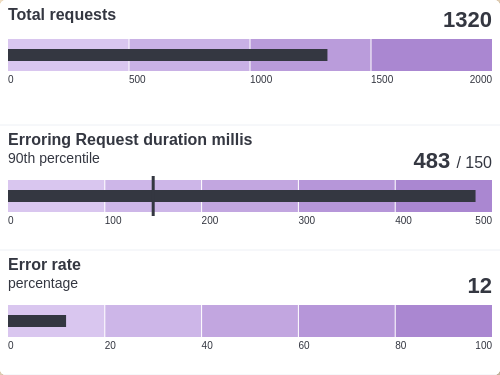 Total requests
1320
0 500 1000 1500 2000
Erroring Request duration millis
90th percentile
483 / 150
0 100 200 300 400 500
Error rate
percentage
12
0 20 40 60 80 100